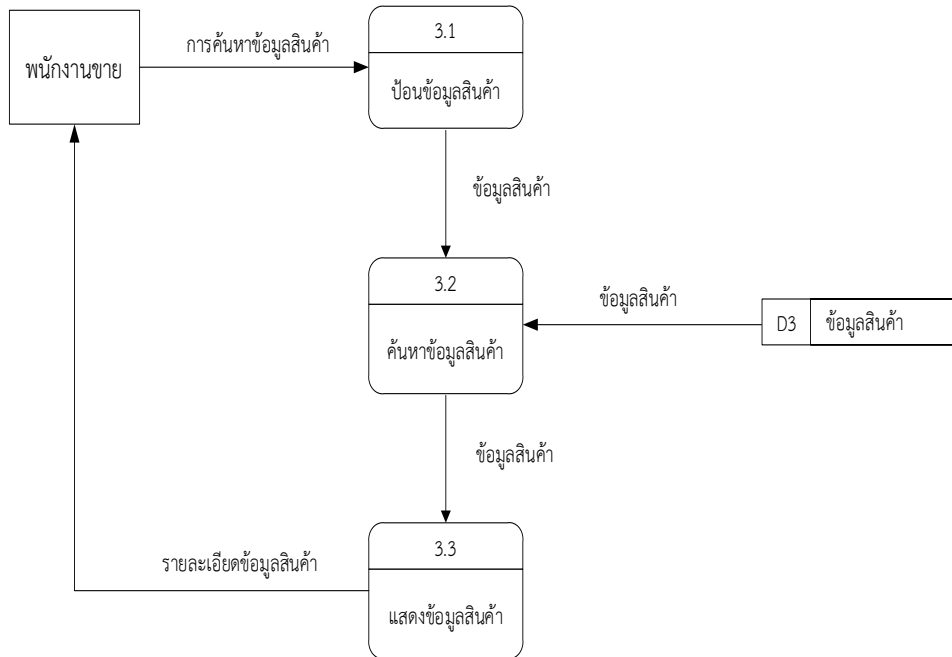 พนักงานขาย
การค้นหาข้อมูลสินค้า
3.1
ป้อนข้อมูลสินค้า
ข้อมูลสินค้า
3.2
ค้นหาข้อมูลสินค้า
ข้อมูลสินค้า
D3 ข้อมูลสินค้า
ข้อมูลสินค้า
3.3
แสดงข้อมูลสินค้า
รายละเอียดข้อมูลสินค้า